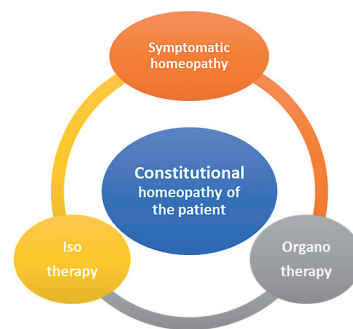 Symptomatic
homeopathy
Constitutional
homeopathy of
the patient
Iso
therapy
Organo
therapy